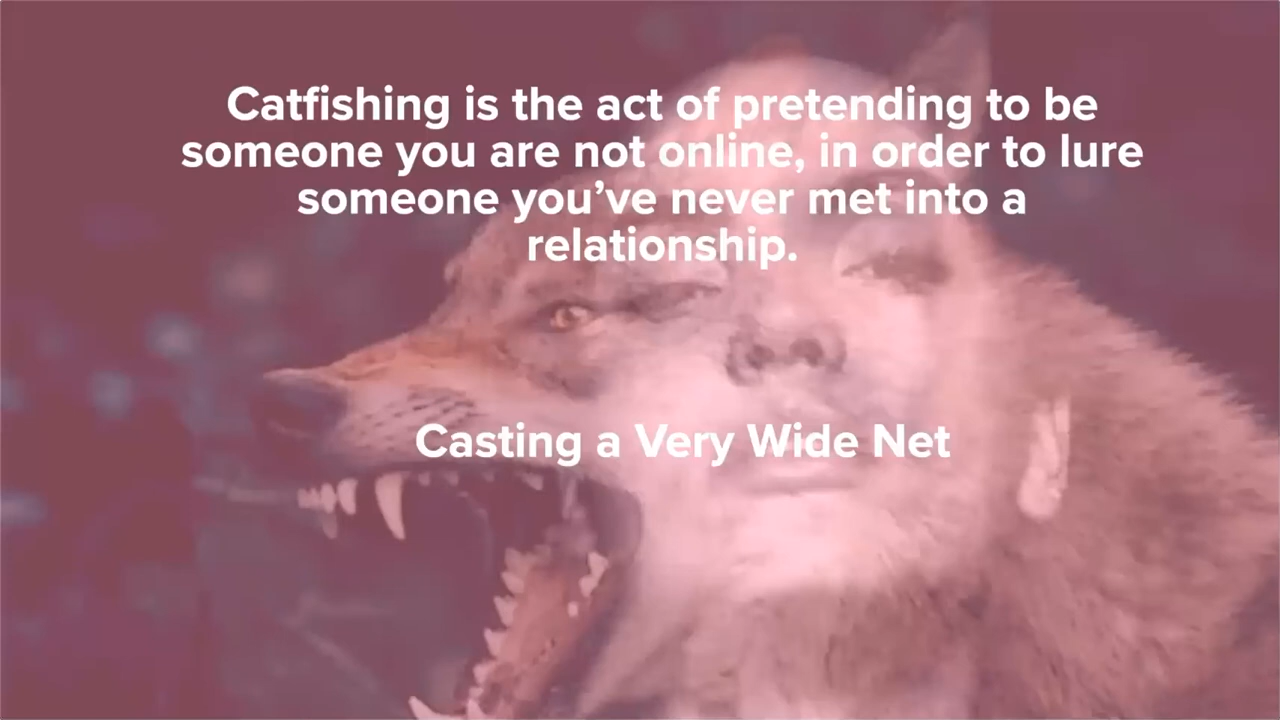 Catfishing is the act of pretending to be
someone you are not online, in order to lure
someone you’ve never met into a
relationship.
Casting a Very Wide Net